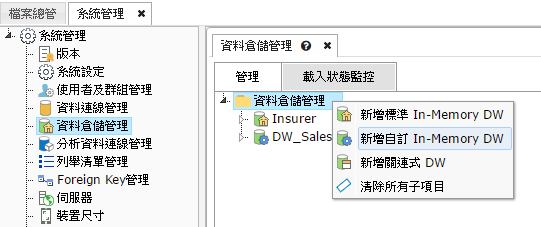 檔案總管
系統管理
系統管理
版本
系統設定
使用者及群組管理
資料連線管理
資料倉儲管理
分析資料連線管理
列舉清單管理
Foreign Key管理
伺服器
裝置尺寸
資料倉儲管理
管理
載入狀態監控
資料倉儲管理
Insurer
DW_Sales
新增標準 In-Memory DW
新增自訂 In-Memory DW
新增關連式 DW
清除所有子項目